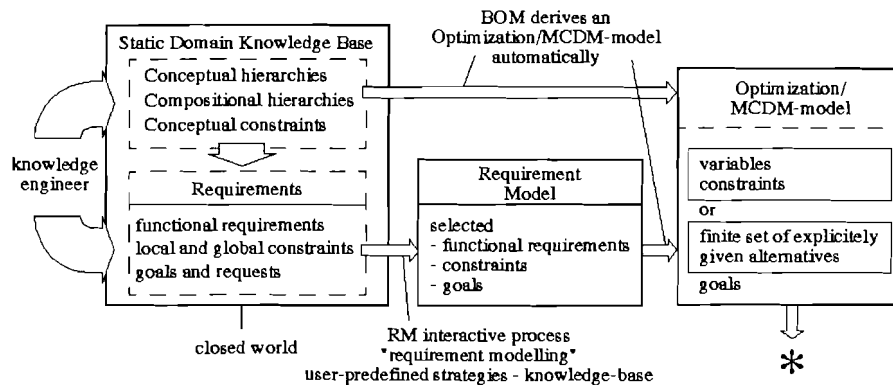 BOM derives an
Optimization/MCDM-model
automatically
Static Domain Knowledge Base
Conceptual hierarchies
Compositional hierarchies
Conceptual constraints
knowledge
engineer
Requirements
functional requirements
local and global constraints
goals and requests
closed world
Requirement
Model
selected
- functional requirements
- constraints
- goals
RM interactive process
"requirement modelling"
user-predefined strategies - knowledge-base
Optimization/
MCDM-model
variables
constraints
or
finite set of explicitely
given alternatives
goals
*